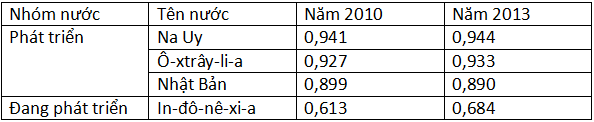 Nhóm nước Tên nước Năm 2010 Năm 2013
Phát triển Na Uy 0,941 0,944
Ô-xtrây-li-a 0,927 0,933
Nhật Bản 0,899 0,890
Đang phát triển In-đô-nê-xi-a 0,613 0,684